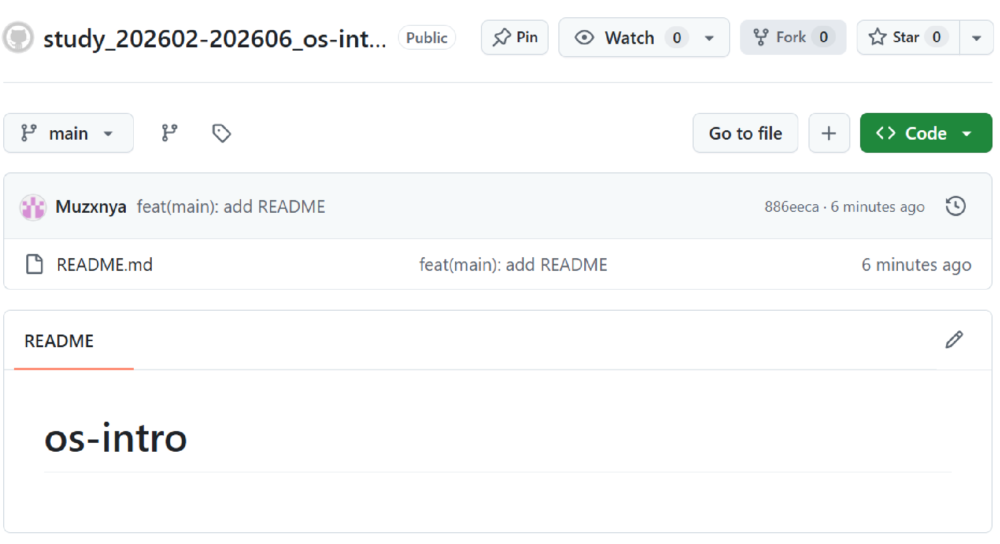 study_202602-202606_os-int... Public Pin Watch 0 Fork 0 Star 0
main Go to file + <> Code
Muzxnya feat(main): add README 886eeca · 6 minutes ago
README.md feat(main): add README 6 minutes ago
README
os-intro